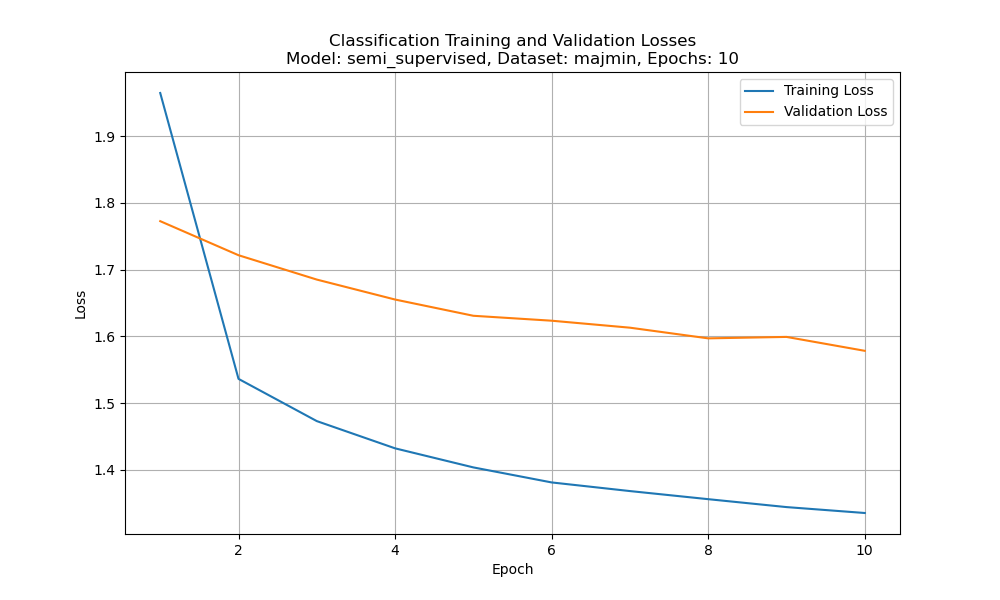 Classification Training and Validation Losses
Model: semi_supervised, Dataset: majmin, Epochs: 10
Training Loss
Validation Loss
1.9
1.8
1.7
1.6
1.5
1.4
Loss
2
4
6
8
10
Epoch